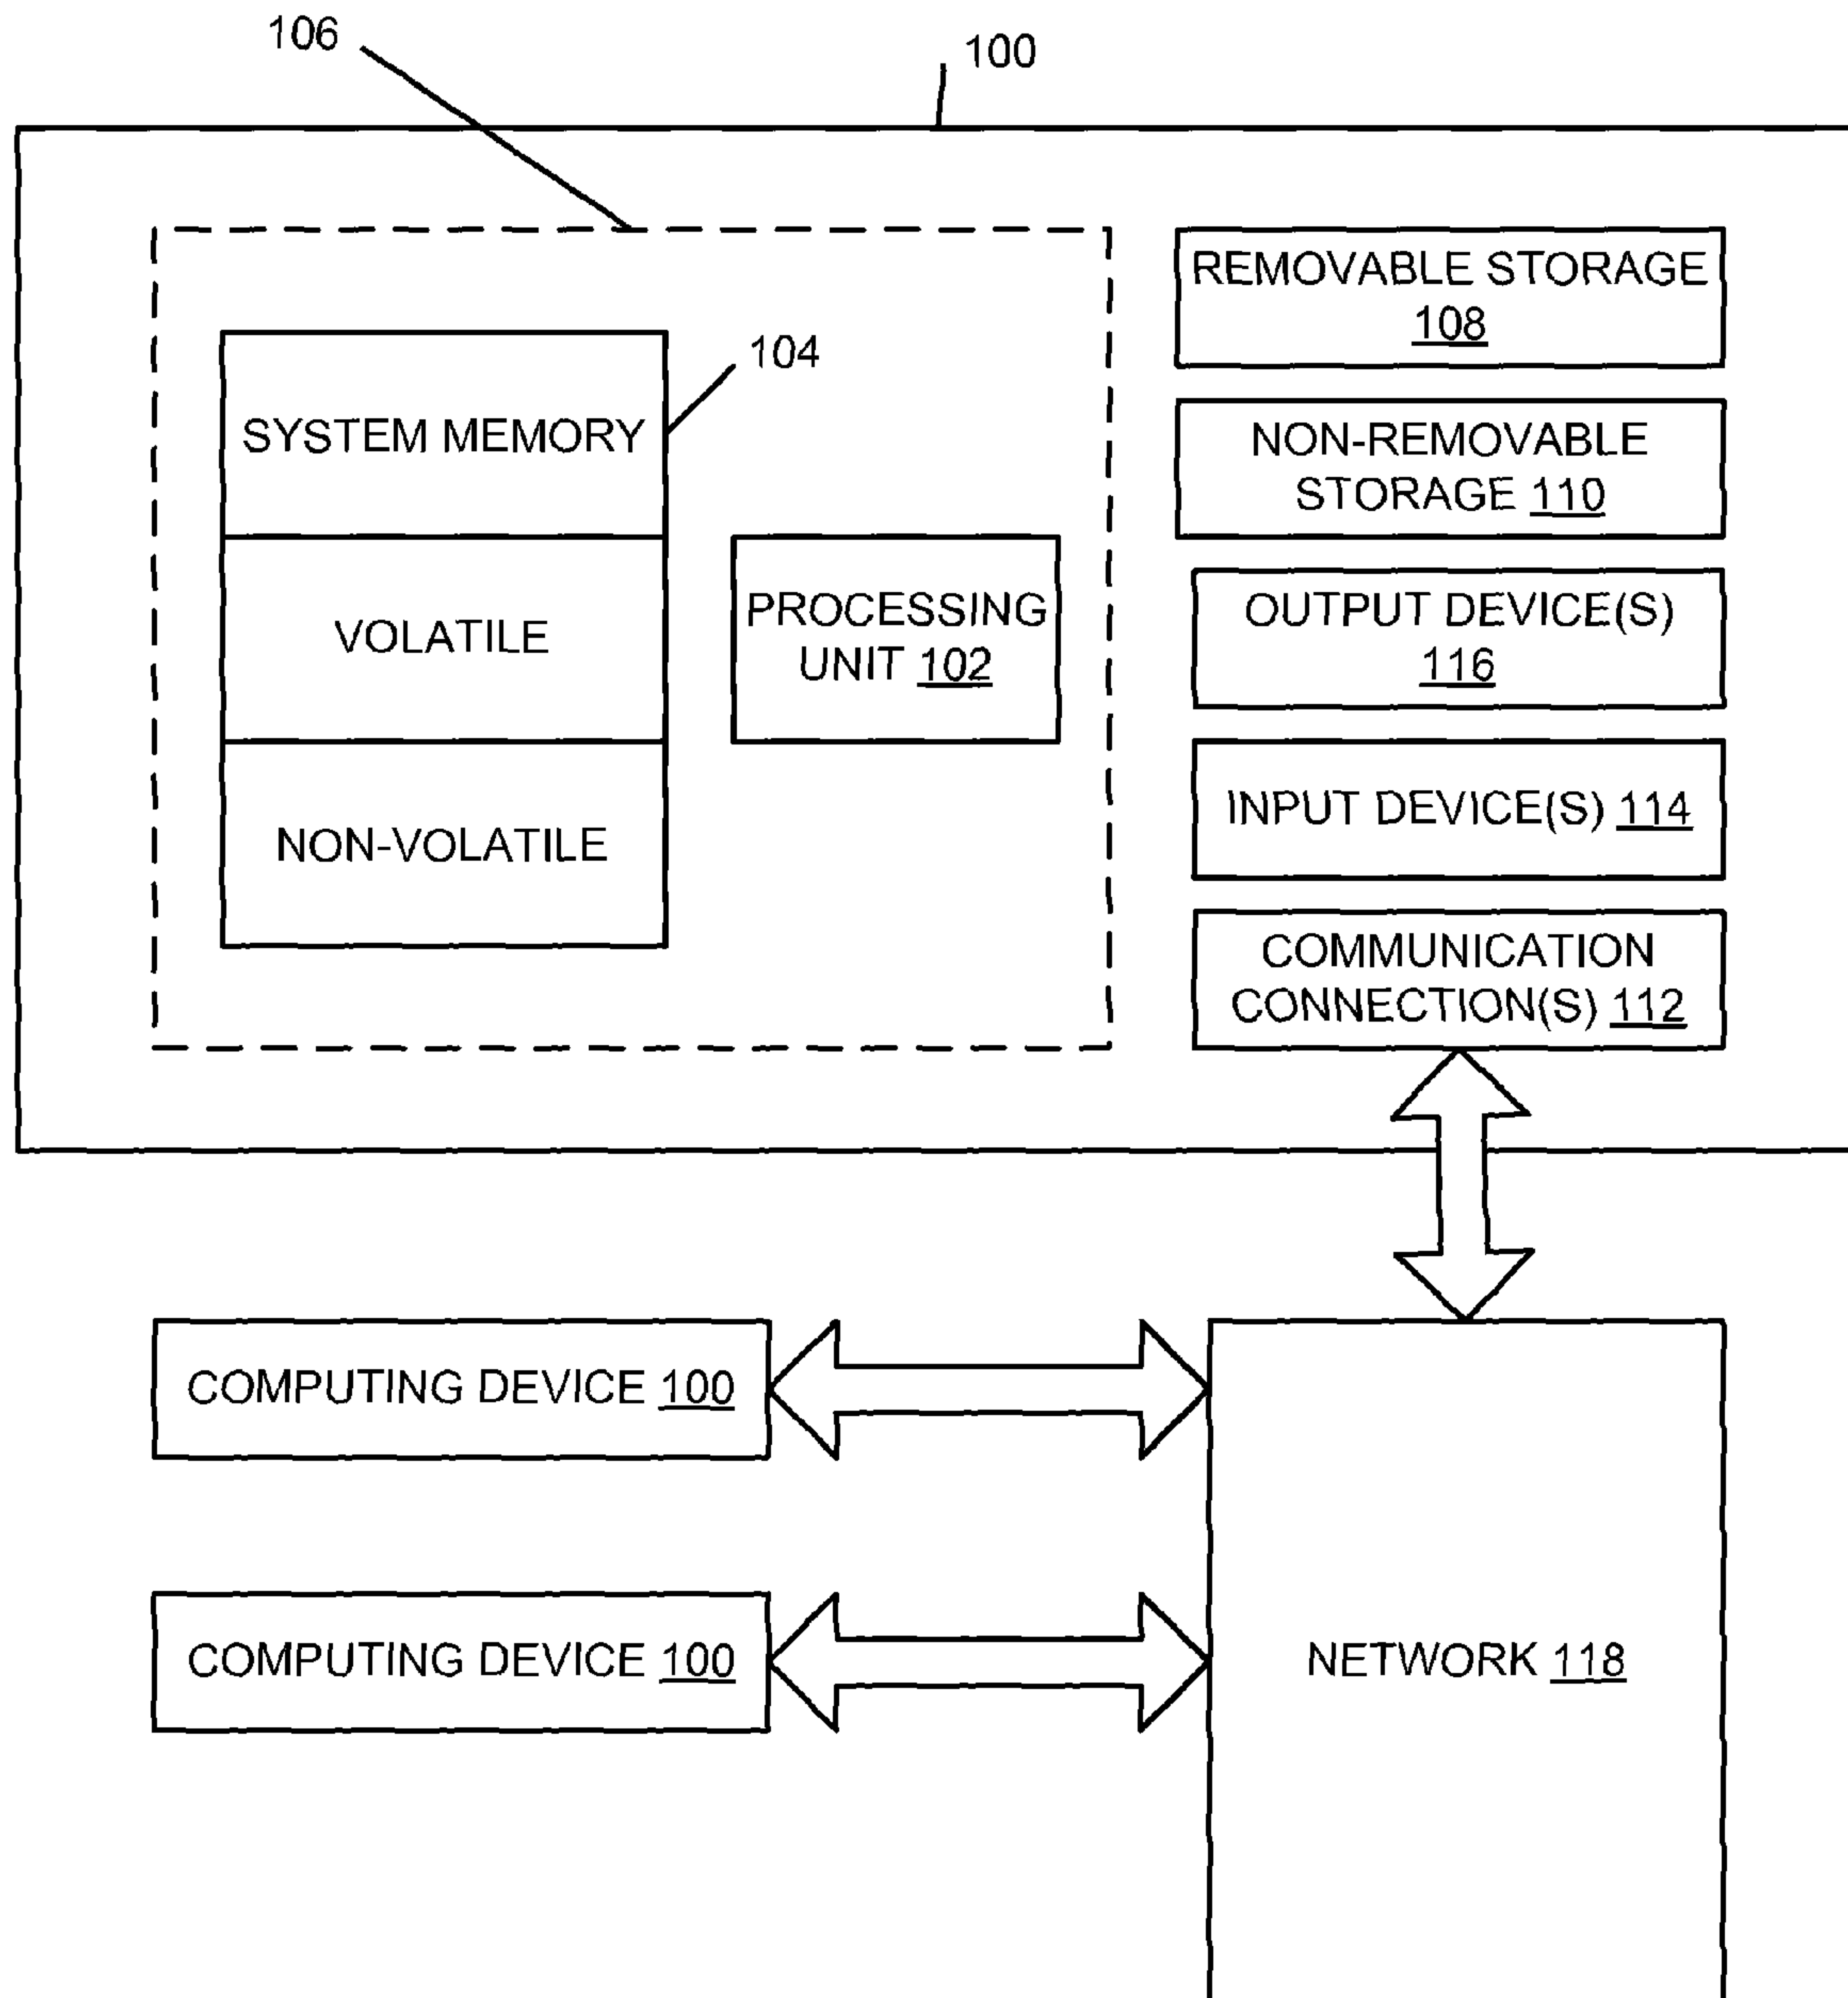 106
100
REMOVABLE STORAGE
108
104
SYSTEM MEMORY
NON-REMOVABLE
STORAGE 110
VOLATILE
PROCESSING
UNIT 102
OUTPUT DEVICE(S)
116
NON-VOLATILE
INPUT DEVICE(S) 114
COMMUNICATION
CONNECTION(S) 112
COMPUTING DEVICE 100
COMPUTING DEVICE 100
NETWORK 118